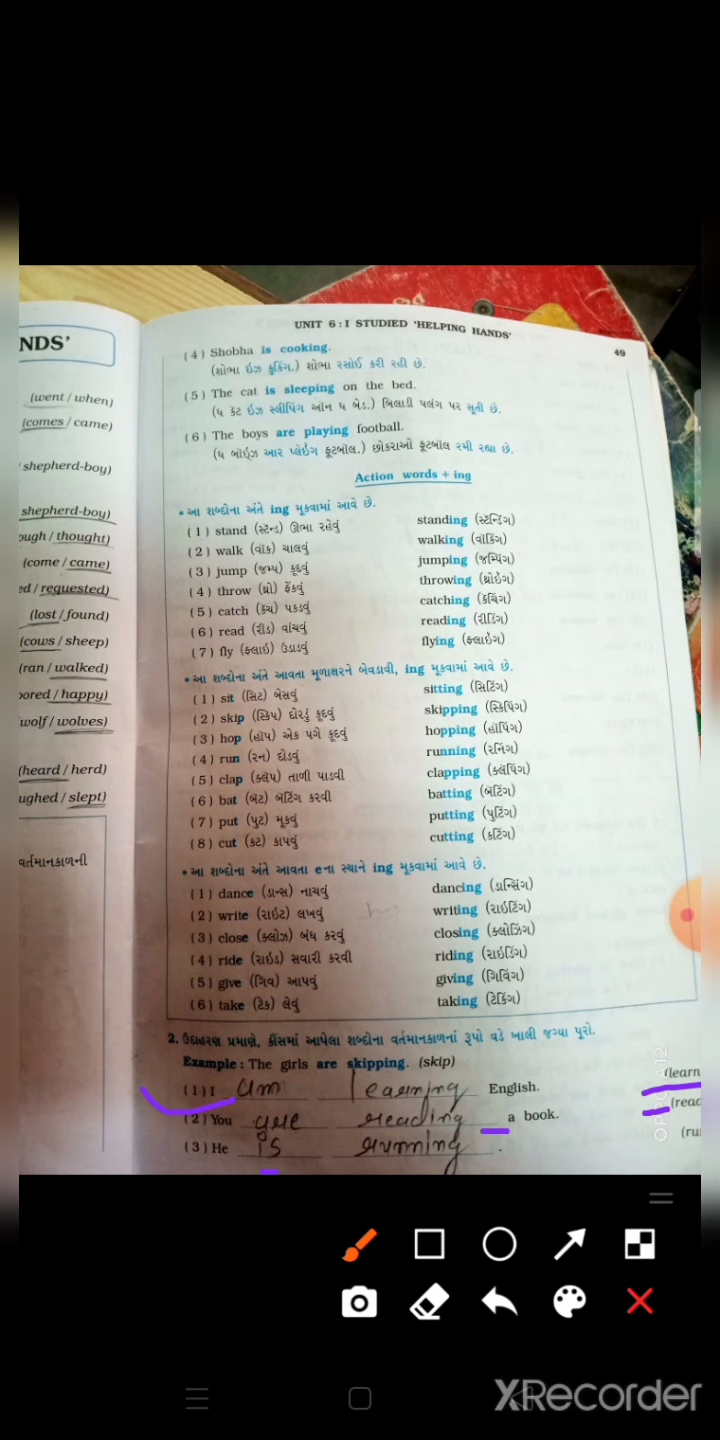 NDS'
(went / when)
(comes / came)
shepherd-boy)
shepherd-boy)
ough / thought)
(come / came)
ed / requested)
(lost / found)
(cows / sheep)
(ran / walked)
bored / happy)
wolf / wolves)
(heard / herd)
ughed / slept)
વર્તમાનકાળની
UNIT 6 : I STUDIED 'HELPING HANDS'
49
( 4 ) Shobha is cooking.
(શોભા ઇઝ કુકિંગ.) શોભા રસોઈ કરી રહી છે.
( 5 ) The cat is sleeping on the bed.
(ધ કૅટ ઇઝ સ્લીપિંગ ઑન ધ બેડ.) બિલાડી પલંગ પર સૂતી છે.
( 6 ) The boys are playing football.
(ધ બૉઇઝ આર પ્લેઇંગ ફૂટબૉલ.) છોકરાઓ ફૂટબૉલ રમી રહ્યા છે.
Action words + ing
• આ શબ્દોના અંતે ing મૂકવામાં આવે છે.
( 1 ) stand (સ્ટૅન્ડ) ઊભા રહેવું standing (સ્ટૅન્ડિંગ)
( 2 ) walk (વૉક) ચાલવું walking (વૉકિંગ)
( 3 ) jump (જમ્પ) કૂદવું jumping (જમ્પિંગ)
( 4 ) throw (થ્રો) ફેંકવું throwing (થ્રોઇંગ)
( 5 ) catch (કૅચ) પકડવું catching (કૅચિંગ)
( 6 ) read (રીડ) વાંચવું reading (રીડિંગ)
( 7 ) fly (ફ્લાઇ) ઉડાડવું flying (ફ્લાઇંગ)
• આ શબ્દોના અંતે આવતા મૂળાક્ષરને બેવડાવી, ing મૂકવામાં આવે છે.
( 1 ) sit (સિટ) બેસવું sitting (સિટિંગ)
( 2 ) skip (સ્કિપ) દોરડું કૂદવું skipping (સ્કિપિંગ)
( 3 ) hop (હૉપ) એક પગે કૂદવું hopping (હૉપિંગ)
( 4 ) run (રન) દોડવું running (રનિંગ)
( 5 ) clap (ક્લૅપ) તાળી પાડવી clapping (ક્લૅપિંગ)
( 6 ) bat (બૅટ) બૅટિંગ કરવી batting (બૅટિંગ)
( 7 ) put (પુટ) મૂકવું putting (પુટિંગ)
( 8 ) cut (કટ) કાપવું cutting (કટિંગ)
• આ શબ્દોના અંતે આવતા eના સ્થાને ing મૂકવામાં આવે છે.
( 1 ) dance (ડાન્સ) નાચવું dancing (ડાન્સિંગ)
( 2 ) write (રાઇટ) લખવું writing (રાઇટિંગ)
( 3 ) close (ક્લોઝ) બંધ કરવું closing (ક્લોઝિંગ)
( 4 ) ride (રાઇડ) સવારી કરવી riding (રાઇડિંગ)
( 5 ) give (ગિવ) આપવું giving (ગિવિંગ)
( 6 ) take (ટેક) લેવું taking (ટેકિંગ)
2. ઉદાહરણ પ્રમાણે, કૌંસમાં આપેલા શબ્દોના વર્તમાનકાળનાં રૂપો વડે ખાલી જગ્યા પૂરો.
Example : The girls are skipping. (skip)
( 1 ) I am learning English. (learn
( 2 ) You are reading a book. (read
( 3 ) He is running . (ru
OPPO A12
XRecorder